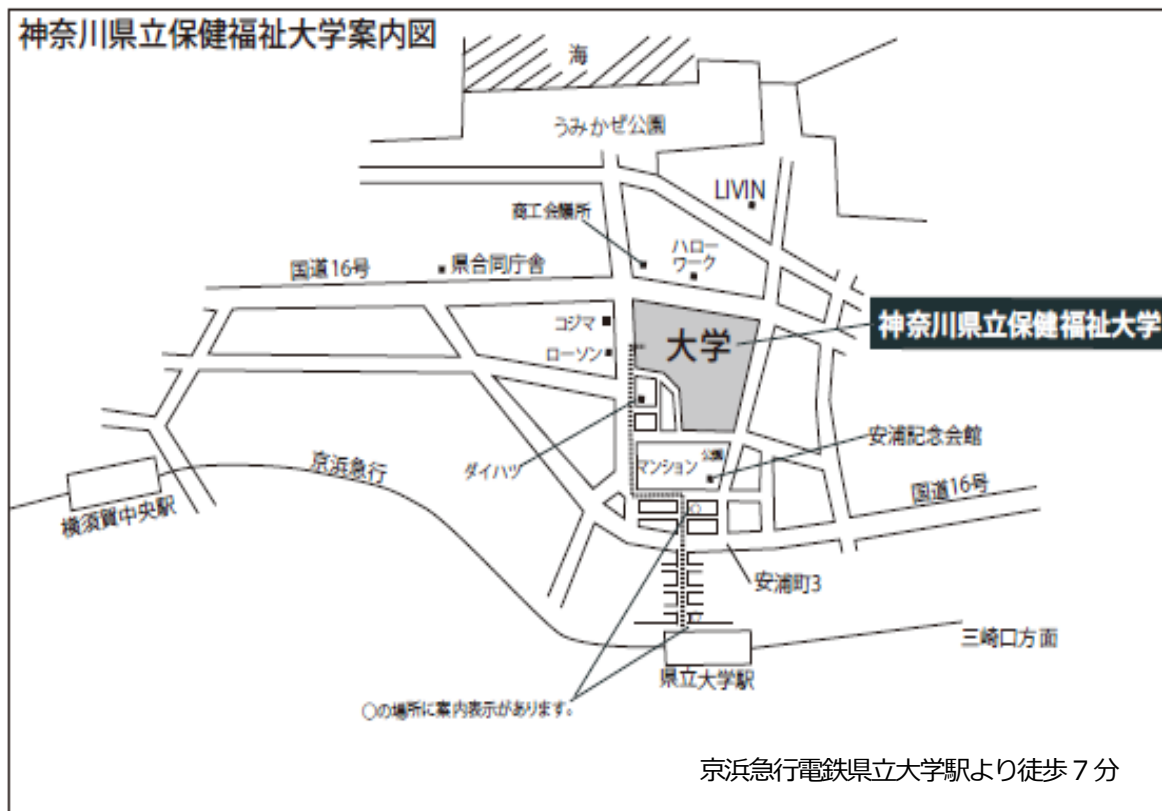 神奈川県立保健福祉大学案内図
海
うみかぜ公園
LIVIN
商工会議所
ハロー
ワーク
国道16号
県合同庁舎
コジマ
ローソン
大学
神奈川県立保健福祉大学
安浦記念会館
公園
マンション
ダイハツ
京浜急行
横須賀中央駅
国道16号
安浦町3
三崎口方面
県立大学駅
○の場所に案内表示があります。
京浜急行電鉄県立大学駅より徒歩７分